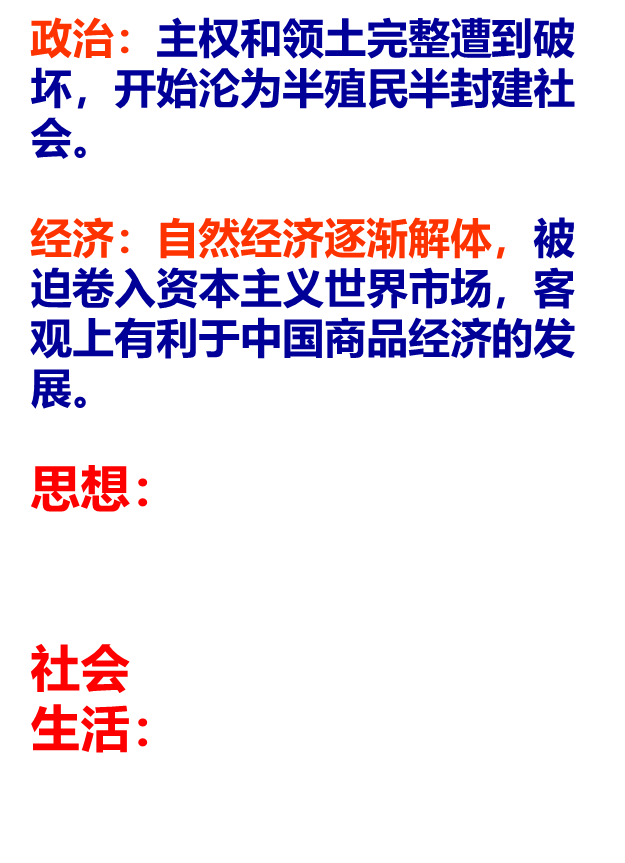 政治：主权和领土完整遭到破
坏，开始沦为半殖民半封建社
会。
经济：自然经济逐渐解体，被
迫卷入资本主义世界市场，客
观上有利于中国商品经济的发
展。
思想：
社会
生活：